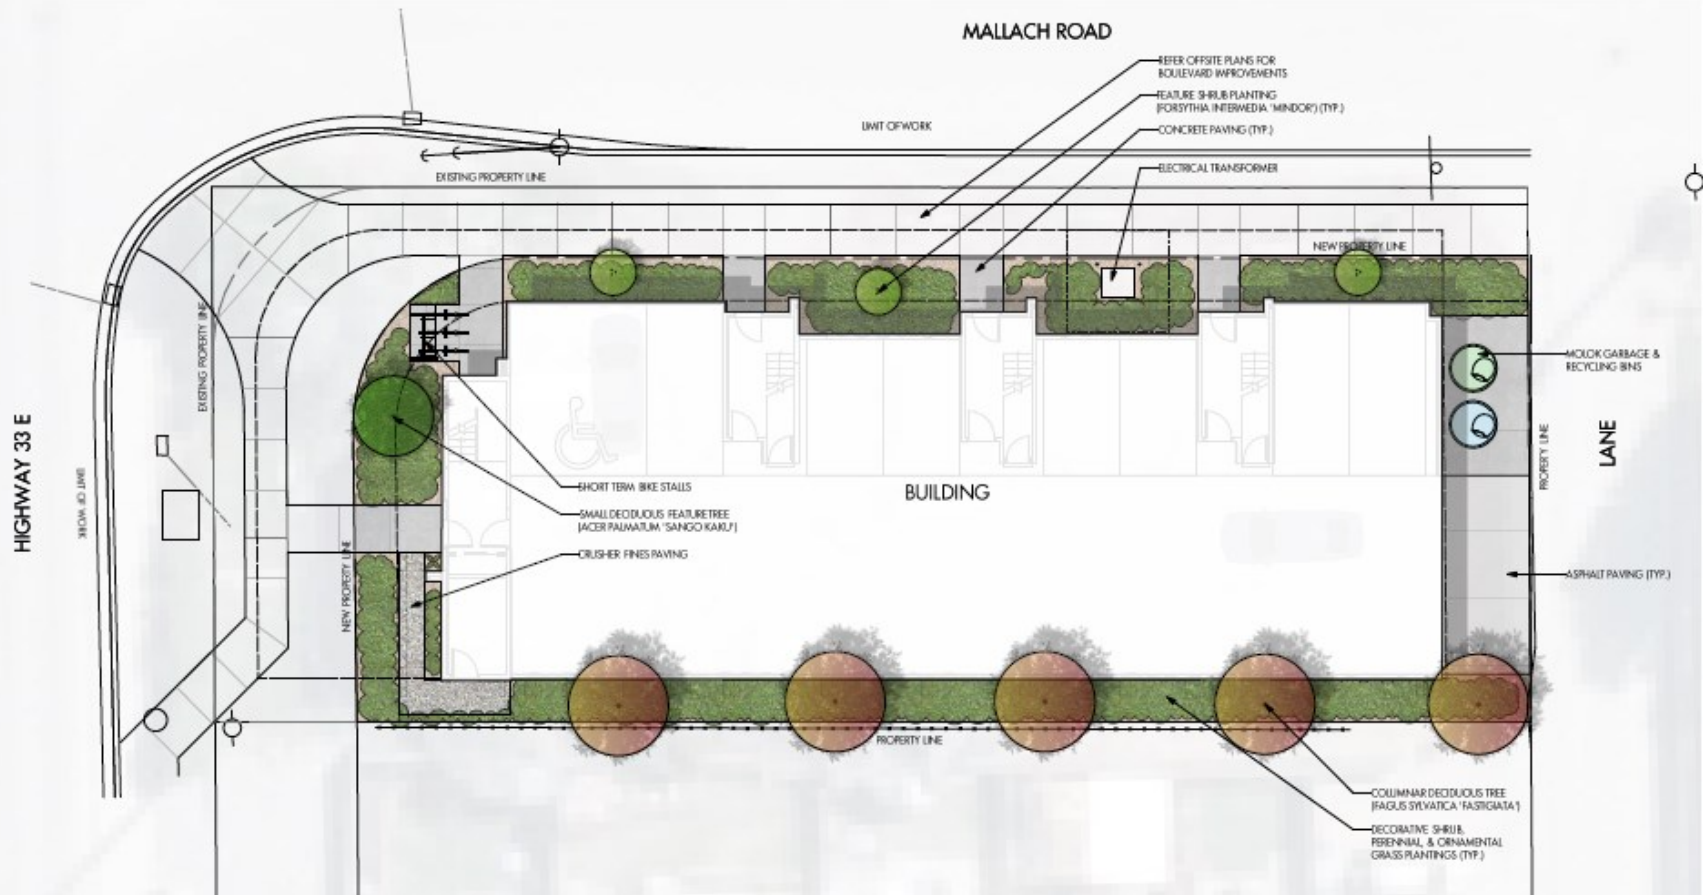 MALLACH ROAD
REFER OFFSITE PLANS FOR
BOULEVARD IMPROVEMENTS
FEATURE SHRUB PLANTING
(FORSYTHIA INTERMEDIA 'MINDOR') (TYP.)
LIMIT OF WORK
CONCRETE PAVING (TYP.)
ELECTRICAL TRANSFORMER
EXISTING PROPERTY LINE
NEW PROPERTY LINE
EXISTING PROPERTY LINE
MOLOK GARBAGE &
RECYCLING BINS
HIGHWAY 33 E
LIMIT OF WORK
PROPERTY LINE
LANE
SHORT TERM BIKE STALLS
BUILDING
SMALL DECIDUOUS FEATURE TREE
(ACER PALMATUM 'SANGO KAKU')
CRUSHER FINES PAVING
NEW PROPERTY LINE
ASPHALT PAVING (TYP.)
PROPERTY LINE
COLUMNAR DECIDUOUS TREE
(FAGUS SYLVATICA 'FASTIGIATA')
DECORATIVE SHRUB,
PERENNIAL, & ORNAMENTAL
GRASS PLANTINGS (TYP.)